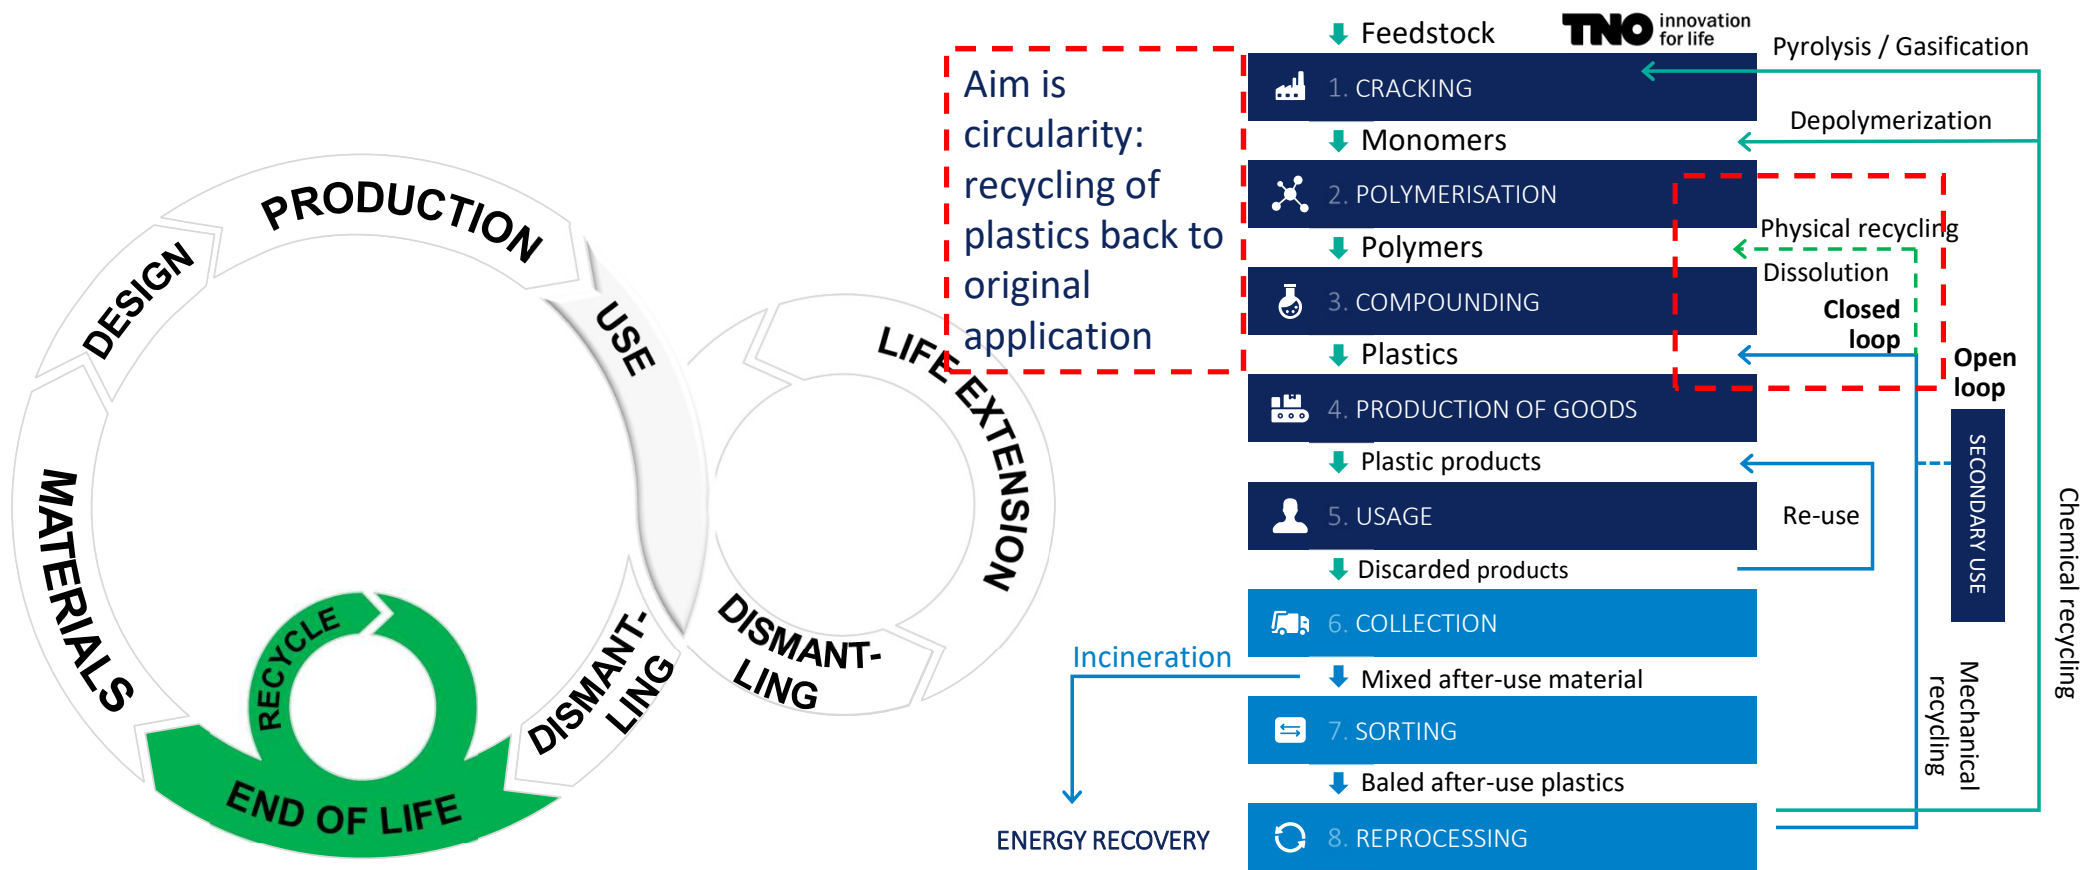 PRODUCTION
DESIGN
USE
MATERIALS
LIFE EXTENSION
RECYCLE
DISMANT-
LING
DISMANT-
LING
END OF LIFE
Aim is
circularity:
recycling of
plastics back to
original
application
Feedstock
TNO innovation
for life
Pyrolysis / Gasification
1. CRACKING
Depolymerization
Monomers
2. POLYMERISATION
Physical recycling
Polymers
Dissolution
3. COMPOUNDING
Closed
loop
Plastics
Open
loop
4. PRODUCTION OF GOODS
SECONDARY USE
Plastic products
5. USAGE
Re-use
Chemical recycling
Discarded products
6. COLLECTION
Incineration
Mixed after-use material
Mechanical
recycling
7. SORTING
Baled after-use plastics
ENERGY RECOVERY
8. REPROCESSING